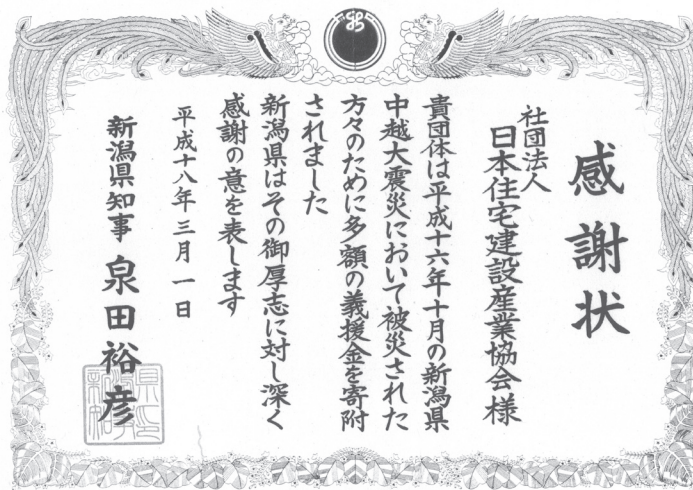 感謝状
社団法人
日本住宅建設産業協会様
貴団体は平成十六年十月の新潟県
中越大震災において被災された
方々のために多額の義援金を寄附
されました
新潟県はその御厚志に対し深く
感謝の意を表します
平成十八年三月一日
新潟県知事 泉田裕彦